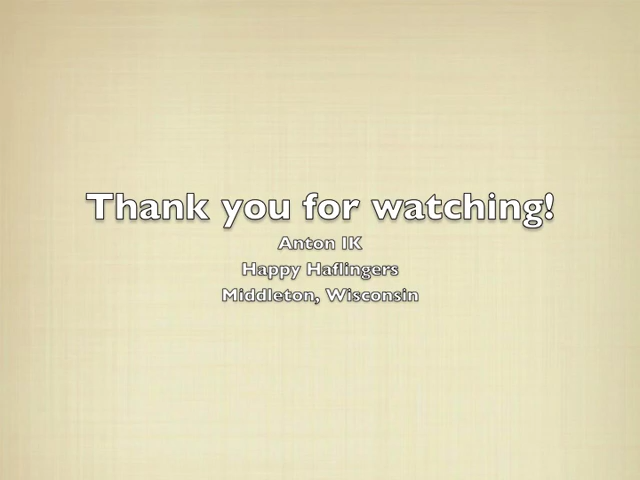 Thank you for watching!
Anton IK
Happy Haflingers
Middleton, Wisconsin